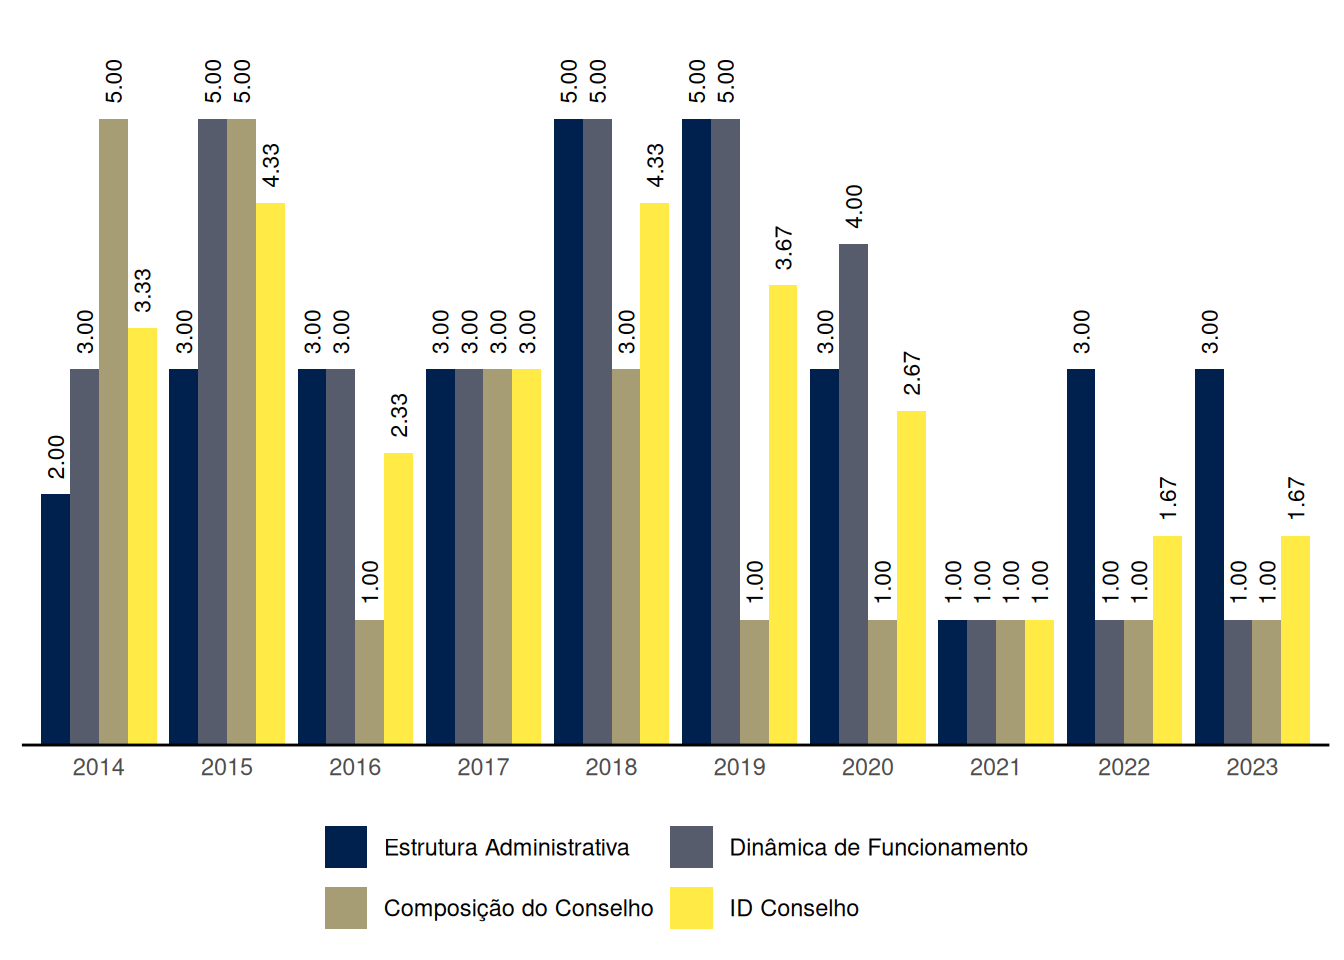 2.00 3.00 5.00 3.33
3.00 5.00 5.00 4.33
3.00 3.00 1.00 2.33
3.00 3.00 3.00 3.00
5.00 5.00 3.00 4.33
5.00 5.00 1.00 3.67
3.00 4.00 1.00 2.67
1.00 1.00 1.00 1.00
3.00 1.00 1.00 1.67
3.00 1.00 1.00 1.67
2014 2015 2016 2017 2018 2019 2020 2021 2022 2023
Estrutura Administrativa Dinâmica de Funcionamento
Composição do Conselho ID Conselho